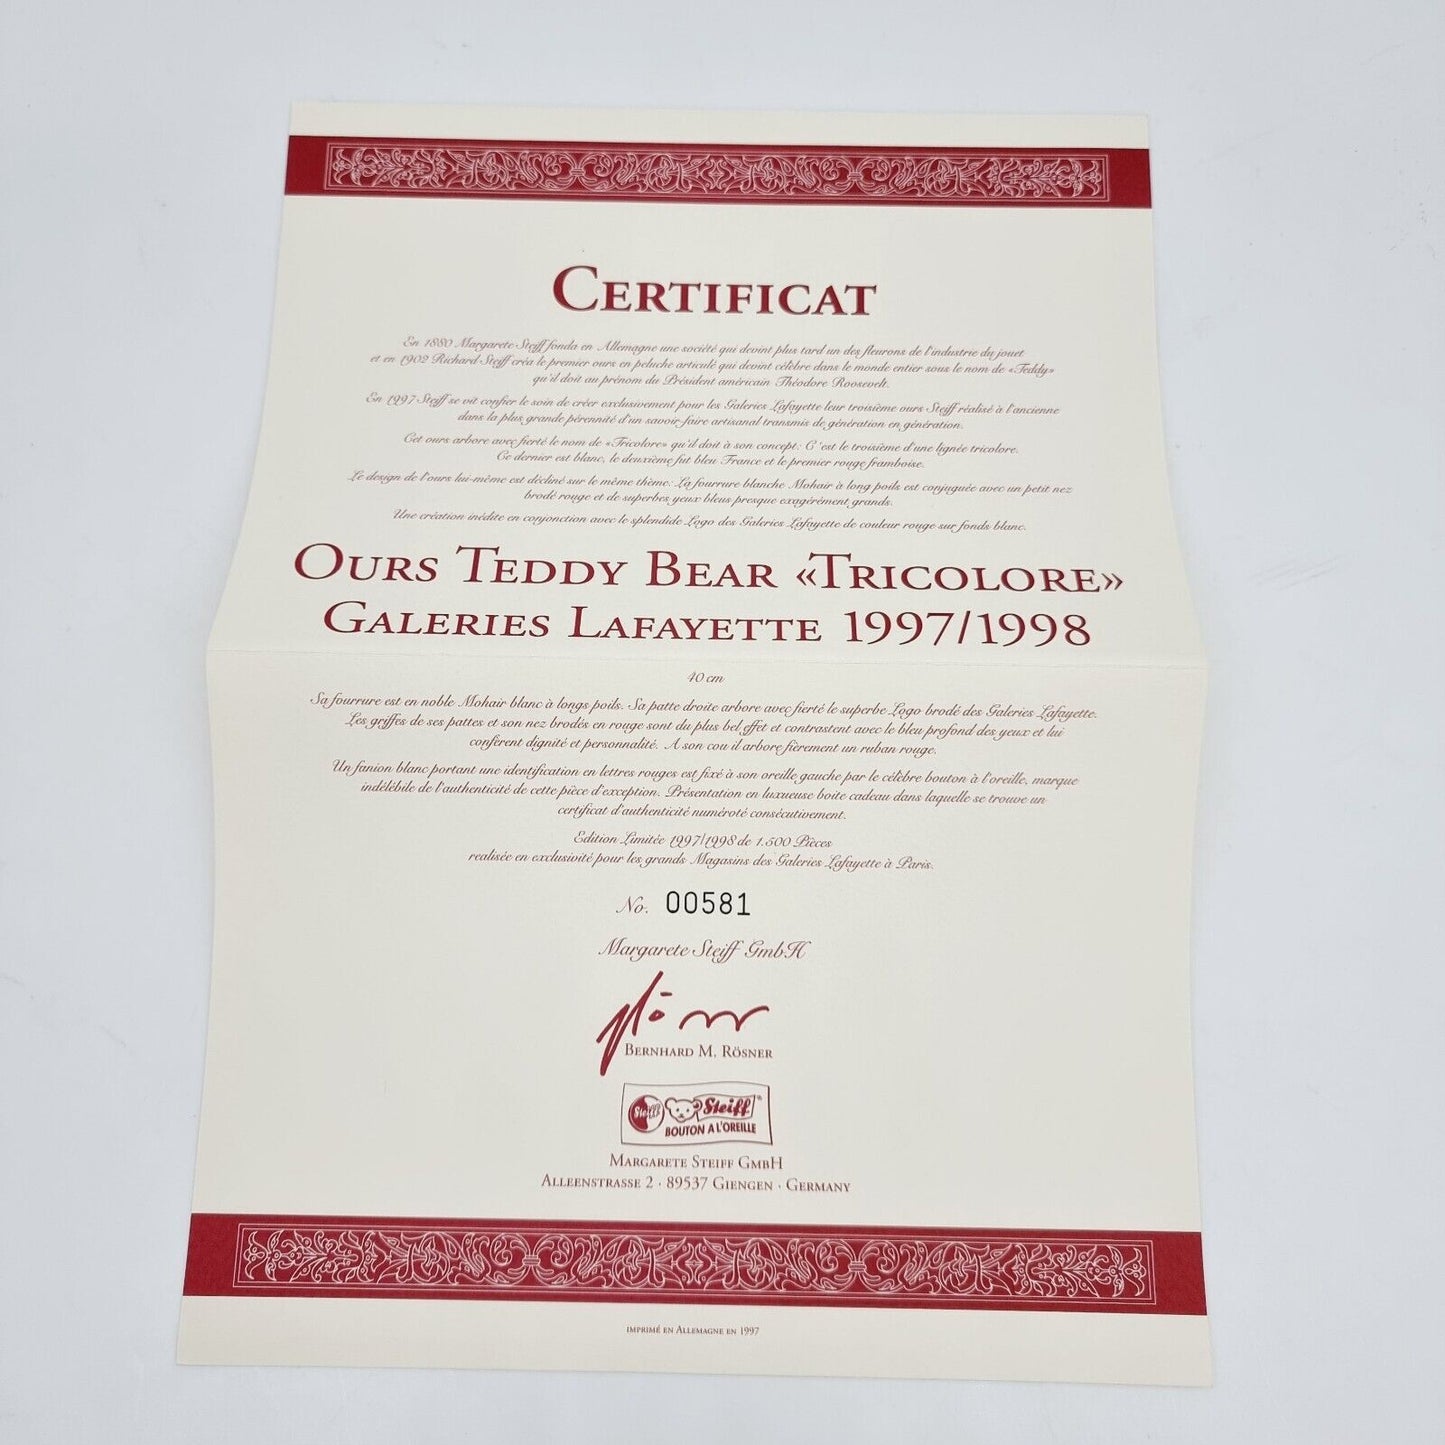 CERTIFICAT
En 1880 Margarete Steiff fonda en Allemagne une société qui devint plus tard un des fleurons de l'industrie du jouet
et en 1902 Richard Steiff créa le premier ours en peluche articulé qui devint célèbre dans le monde entier sous le nom de «Teddy»
qu'il doit au prénom du Président américain Théodore Roosevelt.
En 1997 Steiff se vit confier le soin de créer exclusivement pour les Galeries Lafayette leur troisième ours Steiff réalisé à l'ancienne
dans la plus grande pérennité d'un savoir-faire artisanal transmis de génération en génération.
Cet ours arbore avec fierté le nom de «Tricolore» qu'il doit à son concept: C'est le troisième d'une lignée tricolore.
Ce dernier est blanc, le deuxième fut bleu France et le premier rouge framboise.
Le design de l'ours lui-même est décliné sur le même thème: La fourrure blanche Mohair à long poils est conjuguée avec un petit nez
brodé rouge et de superbes yeux bleus presque exagérément grands.
Une création inédite en conjonction avec le splendide Logo des Galeries Lafayette de couleur rouge sur fonds blanc.
OURS TEDDY BEAR «TRICOLORE»
GALERIES LAFAYETTE 1997/1998
40 cm
Sa fourrure est en noble Mohair blanc à longs poils. Sa patte droite arbore avec fierté le superbe Logo brodé des Galeries Lafayette.
Les griffes de ses pattes et son nez brodés en rouge sont du plus bel effet et contrastent avec le bleu profond des yeux et lui
confèrent dignité et personnalité. A son cou il arbore fièrement un ruban rouge.
Un fanion blanc portant une identification en lettres rouges est fixé à son oreille gauche par le célèbre bouton à l'oreille, marque
indélébile de l'authenticité de cette pièce d'exception. Présentation en luxueuse boite cadeau dans laquelle se trouve un
certificat d'authenticité numéroté consécutivement.
Edition Limitée 1997/1998 de 1.500 Pièces
realisée en exclusivité pour les grands Magasins des Galeries Lafayette à Paris.
No. 00581
Margarete Steiff GmbH
BERNHARD M. RÖSNER
Steiff Steiff®
BOUTON A L'OREILLE
MARGARETE STEIFF GMBH
ALLEENSTRASSE 2 · 89537 GIENGEN · GERMANY
IMPRIMÉ EN ALLEMAGNE EN 1997